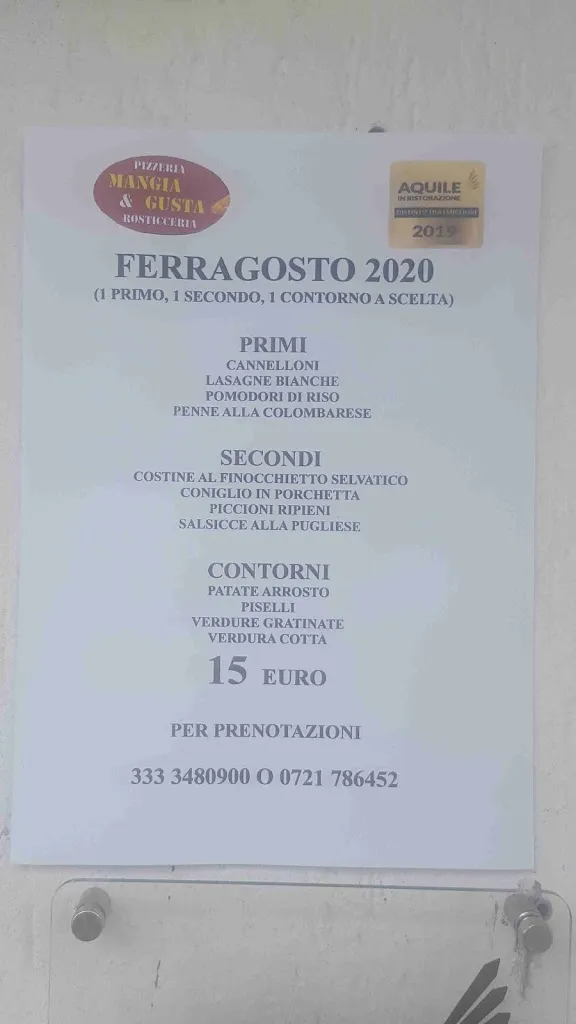 PIZZERIA
MANGIA
& GUSTA
ROSTICCERIA
AQUILE
IN RISTORAZIONE
2019
FERRAGOSTO 2020
(1 PRIMO, 1 SECONDO, 1 CONTORNO A SCELTA)
PRIMI
CANNELLONI
LASAGNE BIANCHE
POMODORI DI RISO
PENNE ALLA COLOMBARESE
SECONDI
COSTINE AL FINOCCHIETTO SELVATICO
CONIGLIO IN PORCHETTA
PICCIONI RIPIENI
SALSICCE ALLA PUGLIESE
CONTORNI
PATATE ARROSTO
PISELLI
VERDURE GRATINATE
VERDURA COTTA
15 EURO
PER PRENOTAZIONI
333 3480900 O 0721 786452